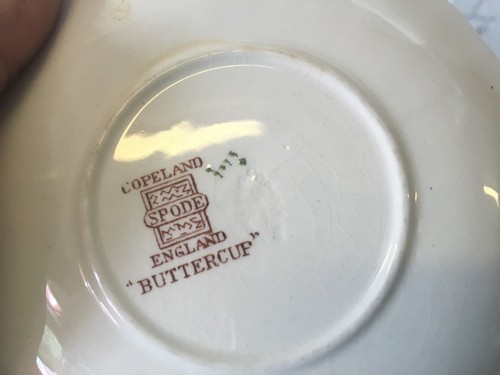 COPELAND
SPODE
ENGLAND
"BUTTERCUP"